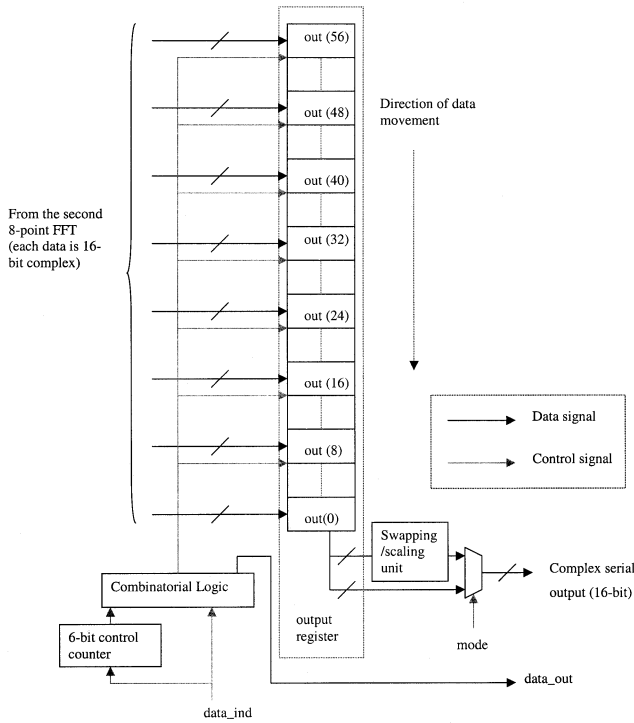 out (56)
out (48)
Direction of data
movement
out (40)
From the second
8-point FFT
(each data is 16-
bit complex)
out (32)
out (24)
out (16)
Data signal
out (8)
Control signal
out(0)
Swapping
/scaling
unit
Complex serial
output (16-bit)
Combinatorial Logic
output
register
mode
6-bit control
counter
data_out
data_ind